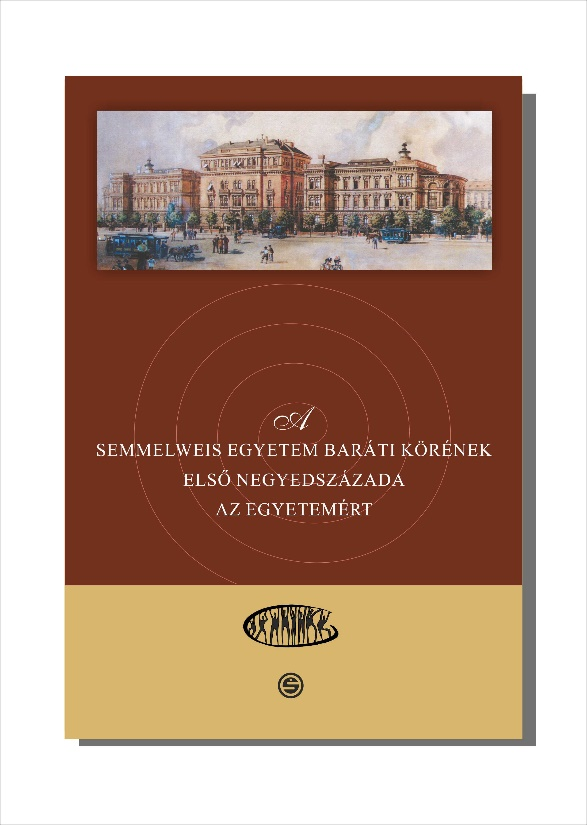 A
SEMMELWEIS EGYETEM BARÁTI KÖRÉNEK
ELSŐ NEGYEDSZÁZADA
AZ EGYETEMÉRT